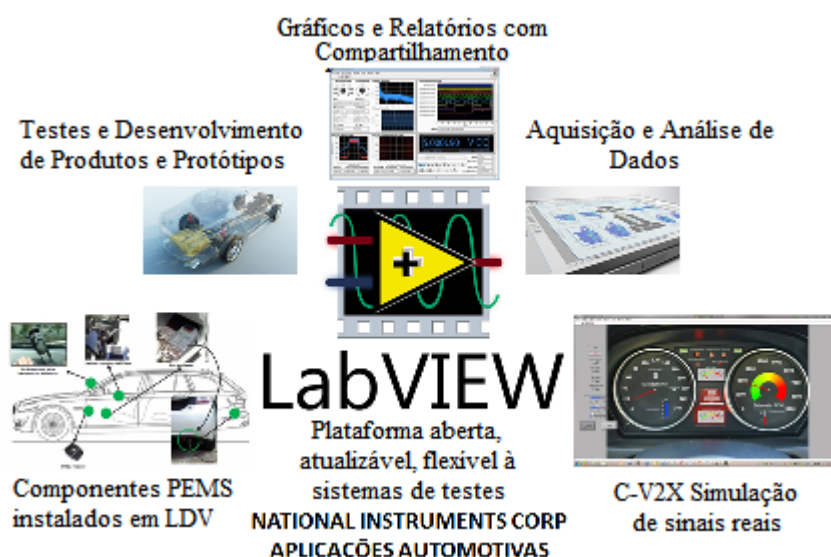 Gráficos e Relatórios com
Compartilhamento
Testes e Desenvolvimento
de Produtos e Protótipos
Aquisição e Análise de
Dados
LabVIEW
Plataforma aberta,
atualizável, flexível à
sistemas de testes
NATIONAL INSTRUMENTS CORP
APLICAÇÕES AUTOMOTIVAS
Componentes PEMS
instalados em LDV
C-V2X Simulação
de sinais reais